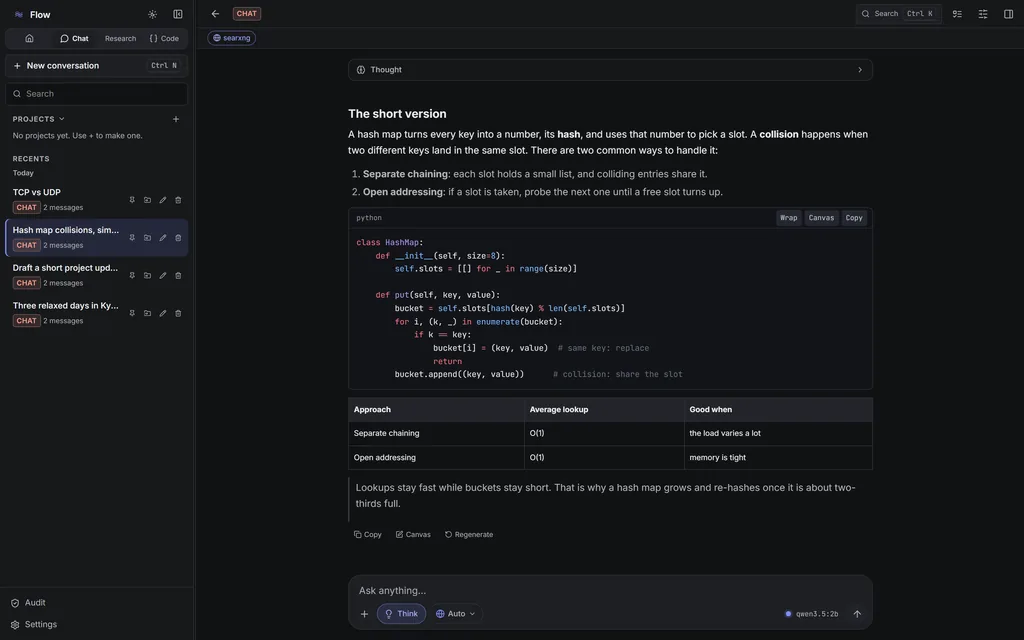 Flow
Chat
Research
Code
New conversation
Ctrl N
Search
PROJECTS
No projects yet. Use + to make one.
RECENTS
Today
TCP vs UDP
CHAT 2 messages
Hash map collisions, sim...
CHAT 2 messages
Draft a short project upd...
CHAT 2 messages
Three relaxed days in Ky...
CHAT 2 messages
Audit
Settings
CHAT
Search Ctrl K
searxng
Thought
The short version
A hash map turns every key into a number, its hash, and uses that number to pick a slot. A collision happens when
two different keys land in the same slot. There are two common ways to handle it:
1. Separate chaining: each slot holds a small list, and colliding entries share it.
2. Open addressing: if a slot is taken, probe the next one until a free slot turns up.
python
Wrap Canvas Copy
class HashMap:
    def __init__(self, size=8):
        self.slots = [[] for _ in range(size)]
    def put(self, key, value):
        bucket = self.slots[hash(key) % len(self.slots)]
        for i, (k, _) in enumerate(bucket):
            if k == key:
                bucket[i] = (key, value)  # same key: replace
                return
        bucket.append((key, value))      # collision: share the slot
Approach Average lookup Good when
Separate chaining O(1) the load varies a lot
Open addressing O(1) memory is tight
Lookups stay fast while buckets stay short. That is why a hash map grows and re-hashes once it is about two-
thirds full.
Copy Canvas Regenerate
Ask anything...
Think Auto qwen3.5:2b